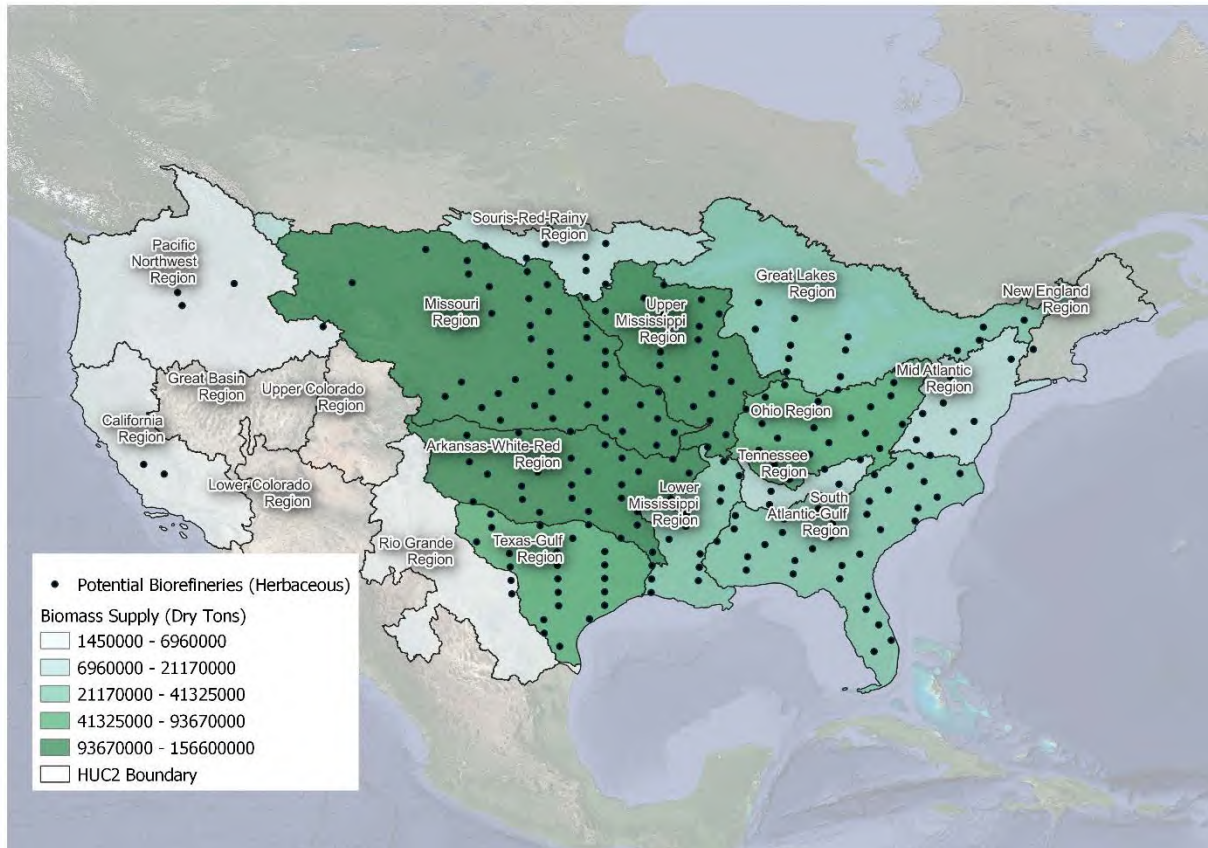 Souris-Red-Rainy
Region
Pacific
Northwest
Region
Great Lakes
Region
New England
Region
Missouri
Region
Upper
Mississippi
Region
Great Basin
Region
Upper Colorado
Region
Mid Atlantic
Region
California
Region
Ohio Region
Arkansas-White-Red
Region
Tennessee
Region
Lower Colorado
Region
Lower
Mississippi
Region
South
Atlantic-Gulf
Region
Rio Grande
Region
Texas-Gulf
Region
Potential Biorefineries (Herbaceous)
Biomass Supply (Dry Tons)
1450000 - 6960000
6960000 - 21170000
21170000 - 41325000
41325000 - 93670000
93670000 - 156600000
HUC2 Boundary